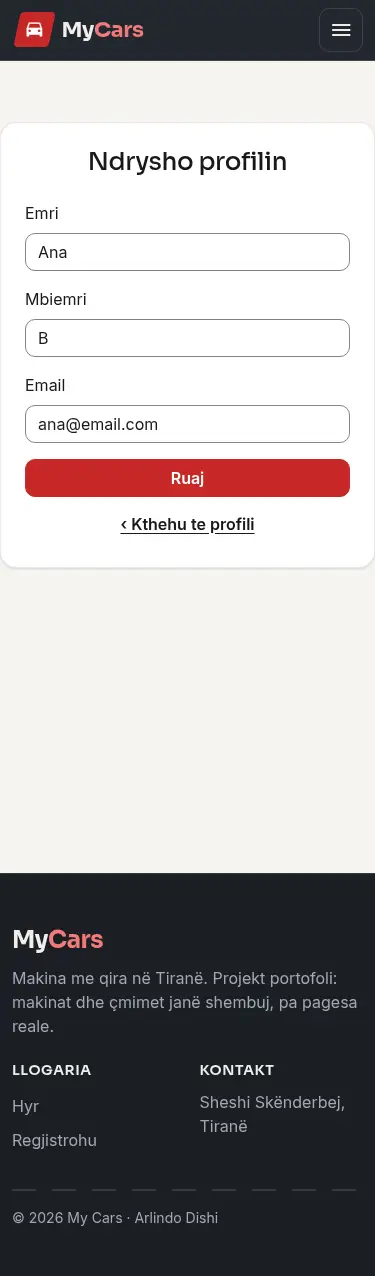 MyCars
Ndrysho profilin
Emri
Ana
Mbiemri
B
Email
ana@email.com
Ruaj
‹ Kthehu te profili
MyCars
Makina me qira në Tiranë. Projekt portofoli:
makinat dhe çmimet janë shembuj, pa pagesa
reale.
LLOGARIA
Hyr
Regjistrohu
KONTAKT
Sheshi Skënderbej,
Tiranë
© 2026 My Cars · Arlindo Dishi